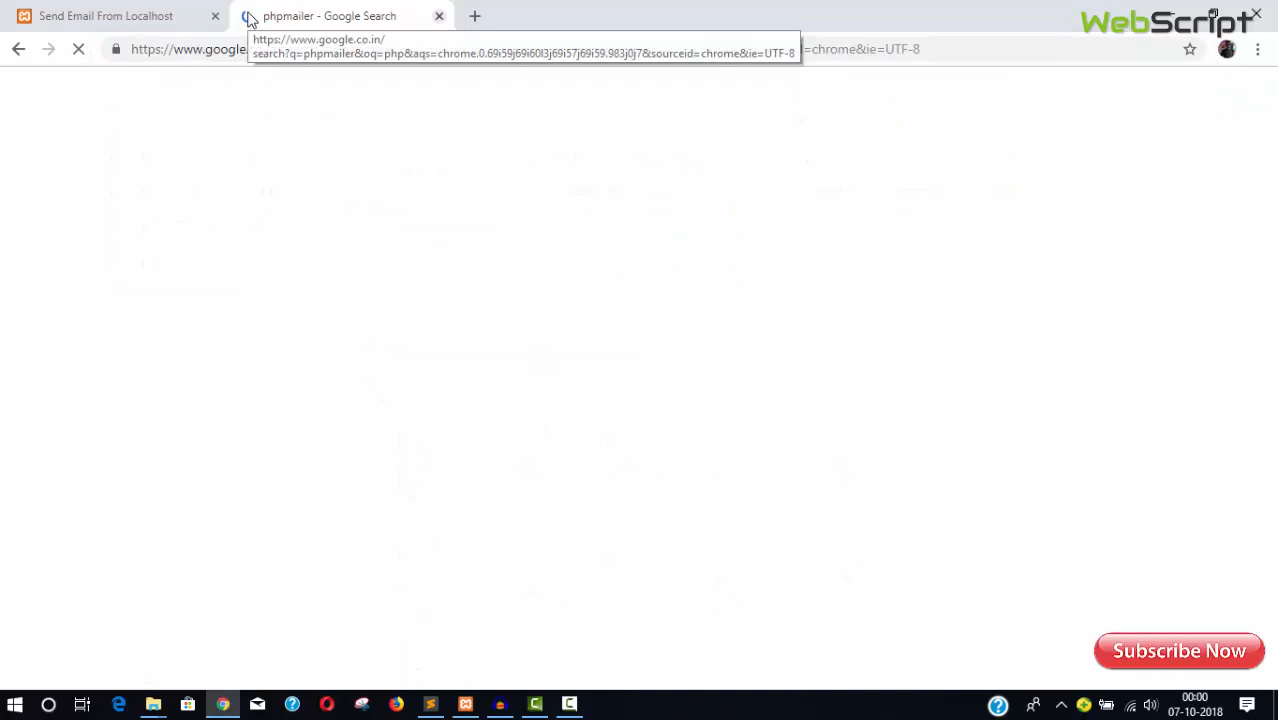 Send Email From Localhost
phpmailer - Google Search
WebScript
https://www.google.
=chrome&ie=UTF-8
https://www.google.co.in/
search?q=phpmailer&oq=php&aqs=chrome.0.69i59j69i60l3j69i57j69i59.983j0j7&sourceid=chrome&ie=UTF-8
Subscribe Now
00:00
07-10-2018